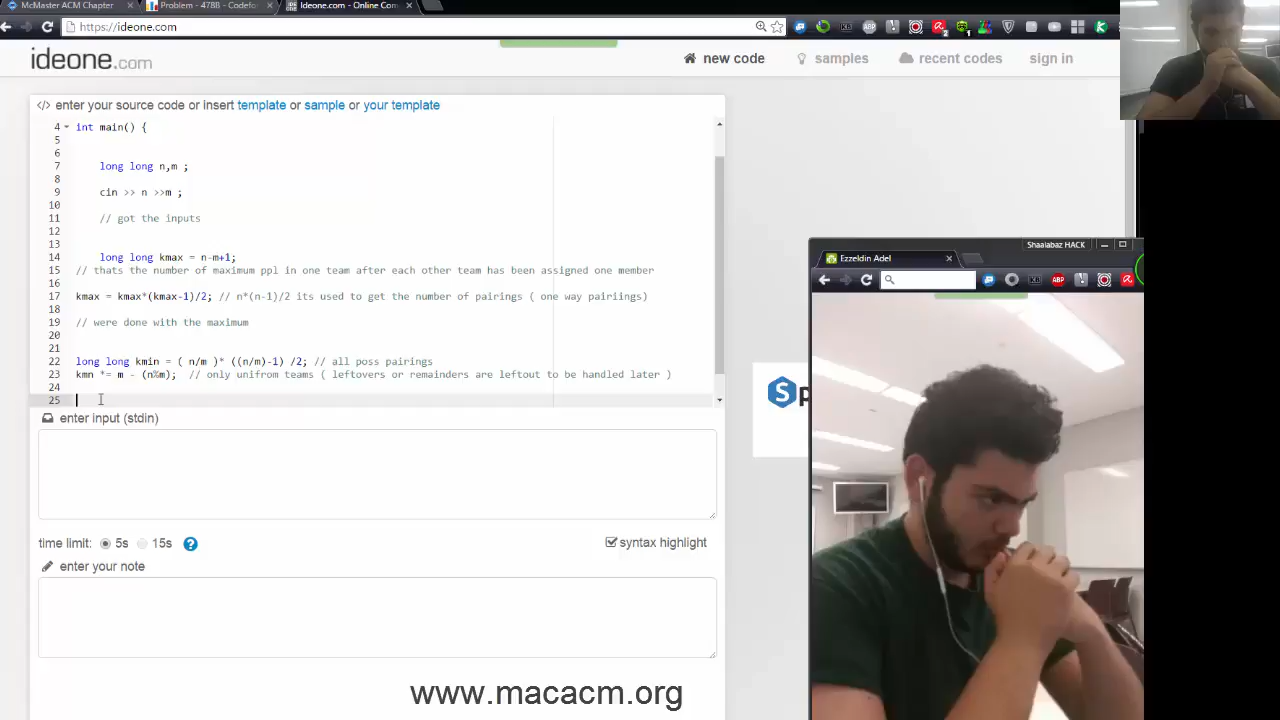 McMaster ACM Chapter
Problem - 478B - Codefo
Ideone.com - Online Com
https://ideone.com
ideone.com
new code
samples
recent codes
sign in
</> enter your source code or insert template or sample or your template
4 int main() {
5
6
7 long long n,m ;
8
9 cin >> n >>m ;
10
11 // got the inputs
12
13
14 long long kmax = n-m+1;
15 // thats the number of maximum ppl in one team after each other team has been assigned one member
16
17 kmax = kmax*(kmax-1)/2; // n*(n-1)/2 its used to get the number of pairings ( one way pairiings)
18
19 // were done with the maximum
20
21
22 long long kmin = ( n/m )* ((n/m)-1) /2; // all poss pairings
23 kmn *= m - (n%m); // only unifrom teams ( leftovers or remainders are leftout to be handled later )
24
25
enter input (stdin)
time limit: 5s 15s ?
syntax highlight
enter your note
Shaalabaz HACK
Ezzeldin Adel
ABP
ABP
Sp
www.macacm.org